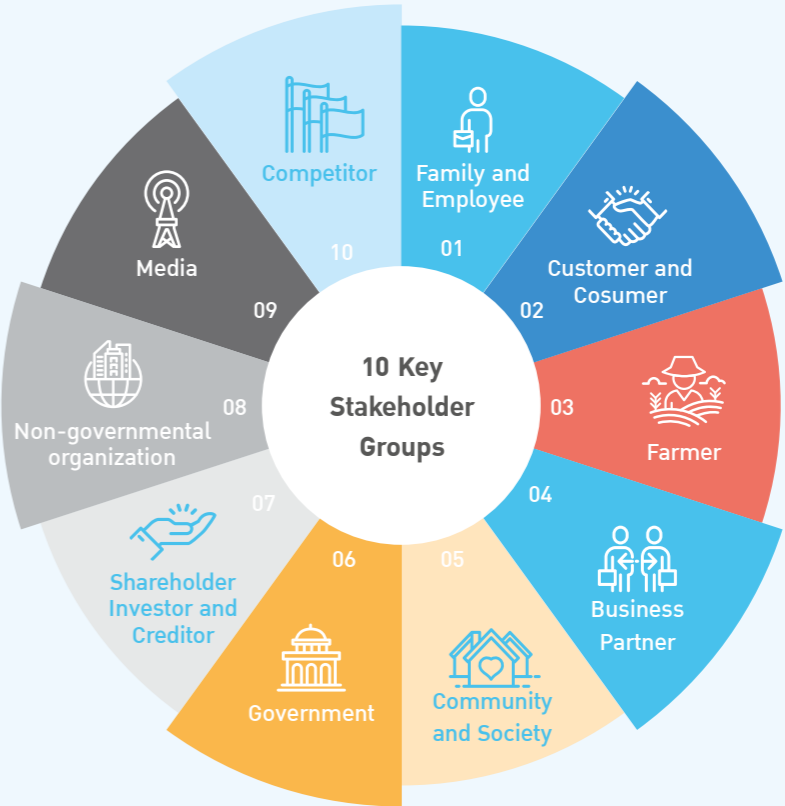 10 Key
Stakeholder
Groups
Family and
Employee
01
Customer and
Cosumer
02
03
Farmer
04
Business
Partner
05
Community
and Society
06
Government
07
Shareholder
Investor and
Creditor
08
Non-governmental
organization
09
Media
10
Competitor